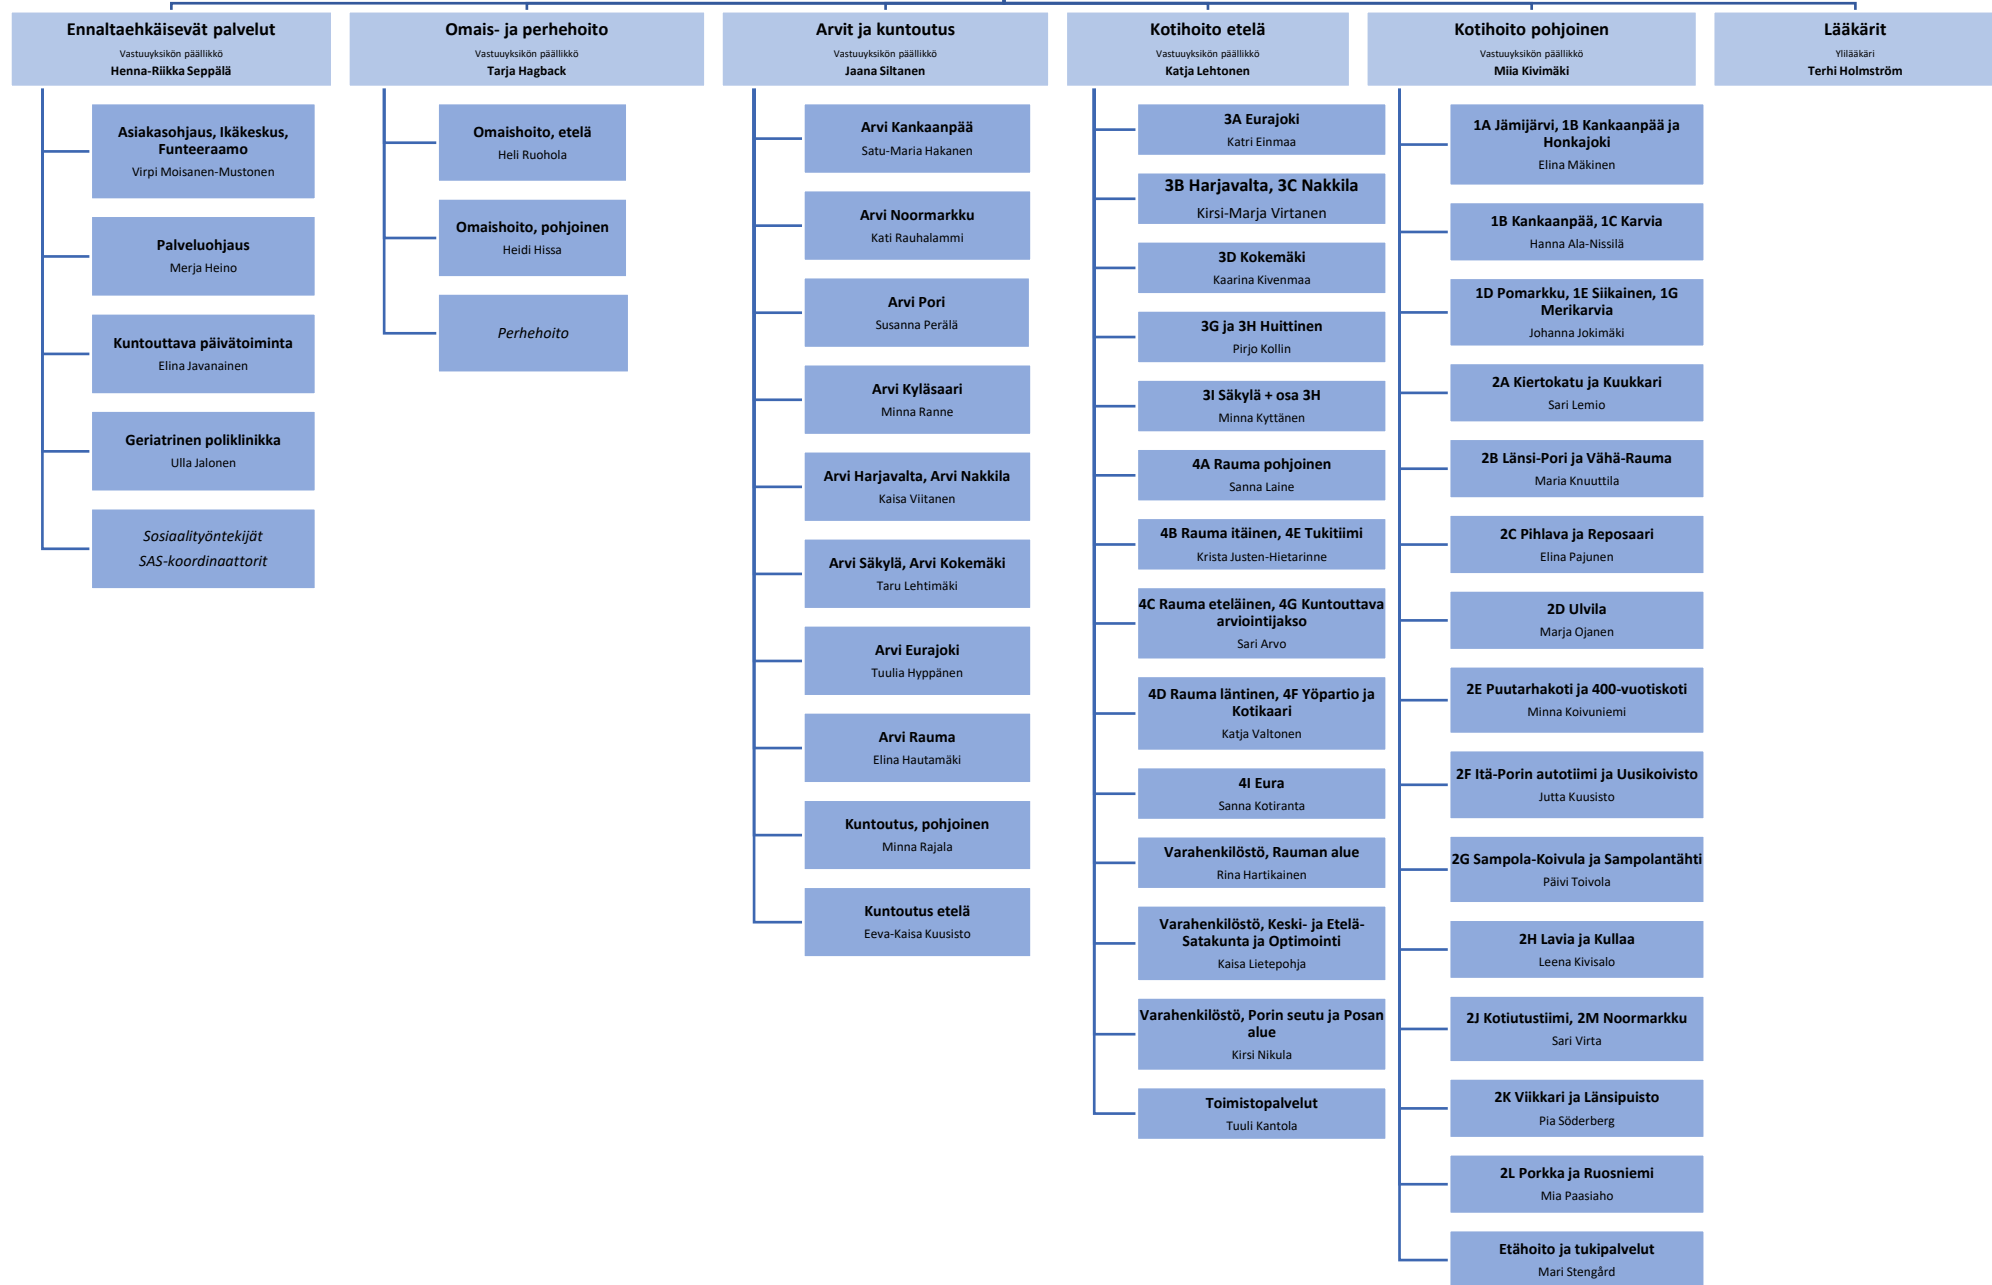 Ennaltaehkäisevät palvelut
Vastuuyksikön päällikkö
Henna-Riikka Seppälä
Asiakasohjaus, Ikäkeskus,
Funteeraamo
Virpi Moisanen-Mustonen
Palveluohjaus
Merja Heino
Kuntouttava päivätoiminta
Elina Javanainen
Geriatrinen poliklinikka
Ulla Jalonen
Sosiaalityöntekijät
SAS-koordinaattorit
Omais- ja perhehoito
Vastuuyksikön päällikkö
Tarja Hagback
Omaishoito, etelä
Heli Ruohola
Omaishoito, pohjoinen
Heidi Hissa
Perhehoito
Arvit ja kuntoutus
Vastuuyksikön päällikkö
Jaana Siltanen
Arvi Kankaanpää
Satu-Maria Hakanen
Arvi Noormarkku
Kati Rauhalammi
Arvi Pori
Susanna Perälä
Arvi Kyläsaari
Minna Ranne
Arvi Harjavalta, Arvi Nakkila
Kaisa Viitanen
Arvi Säkylä, Arvi Kokemäki
Taru Lehtimäki
Arvi Eurajoki
Tuulia Hyppänen
Arvi Rauma
Elina Hautamäki
Kuntoutus, pohjoinen
Minna Rajala
Kuntoutus etelä
Eeva-Kaisa Kuusisto
Kotihoito etelä
Vastuuyksikön päällikkö
Katja Lehtonen
3A Eurajoki
Katri Einmaa
3B Harjavalta, 3C Nakkila
Kirsi-Marja Virtanen
3D Kokemäki
Kaarina Kivenmaa
3G ja 3H Huittinen
Pirjo Kollin
3I Säkylä + osa 3H
Minna Kyttänen
4A Rauma pohjoinen
Sanna Laine
4B Rauma itäinen, 4E Tukitiimi
Krista Justen-Hietarinne
4C Rauma eteläinen, 4G Kuntouttava
arviointijakso
Sari Arvo
4D Rauma läntinen, 4F Yöpartio ja
Kotikaari
Katja Valtonen
4I Eura
Sanna Kotiranta
Varahenkilöstö, Rauman alue
Rina Hartikainen
Varahenkilöstö, Keski- ja Etelä-
Satakunta ja Optimointi
Kaisa Lietepohja
Varahenkilöstö, Porin seutu ja Posan
alue
Kirsi Nikula
Toimistopalvelut
Tuuli Kantola
Kotihoito pohjoinen
Vastuuyksikön päällikkö
Miia Kivimäki
1A Jämijärvi, 1B Kankaanpää ja
Honkajoki
Elina Mäkinen
1B Kankaanpää, 1C Karvia
Hanna Ala-Nissilä
1D Pomarkku, 1E Siikainen, 1G
Merikarvia
Johanna Jokimäki
2A Kiertokatu ja Kuukkari
Sari Lemio
2B Länsi-Pori ja Vähä-Rauma
Maria Knuuttila
2C Pihlava ja Reposaari
Elina Pajunen
2D Ulvila
Marja Ojanen
2E Puutarhakoti ja 400-vuotiskoti
Minna Koivuniemi
2F Itä-Porin autotiimi ja Uusikoivisto
Jutta Kuusisto
2G Sampola-Koivula ja Sampolantähti
Päivi Toivola
2H Lavia ja Kullaa
Leena Kivisalo
2J Kotiutustiimi, 2M Noormarkku
Sari Virta
2K Viikkari ja Länsipuisto
Pia Söderberg
2L Porkka ja Ruosniemi
Mia Paasiaho
Etähoito ja tukipalvelut
Mari Stengård
Lääkärit
Ylilääkäri
Terhi Holmström